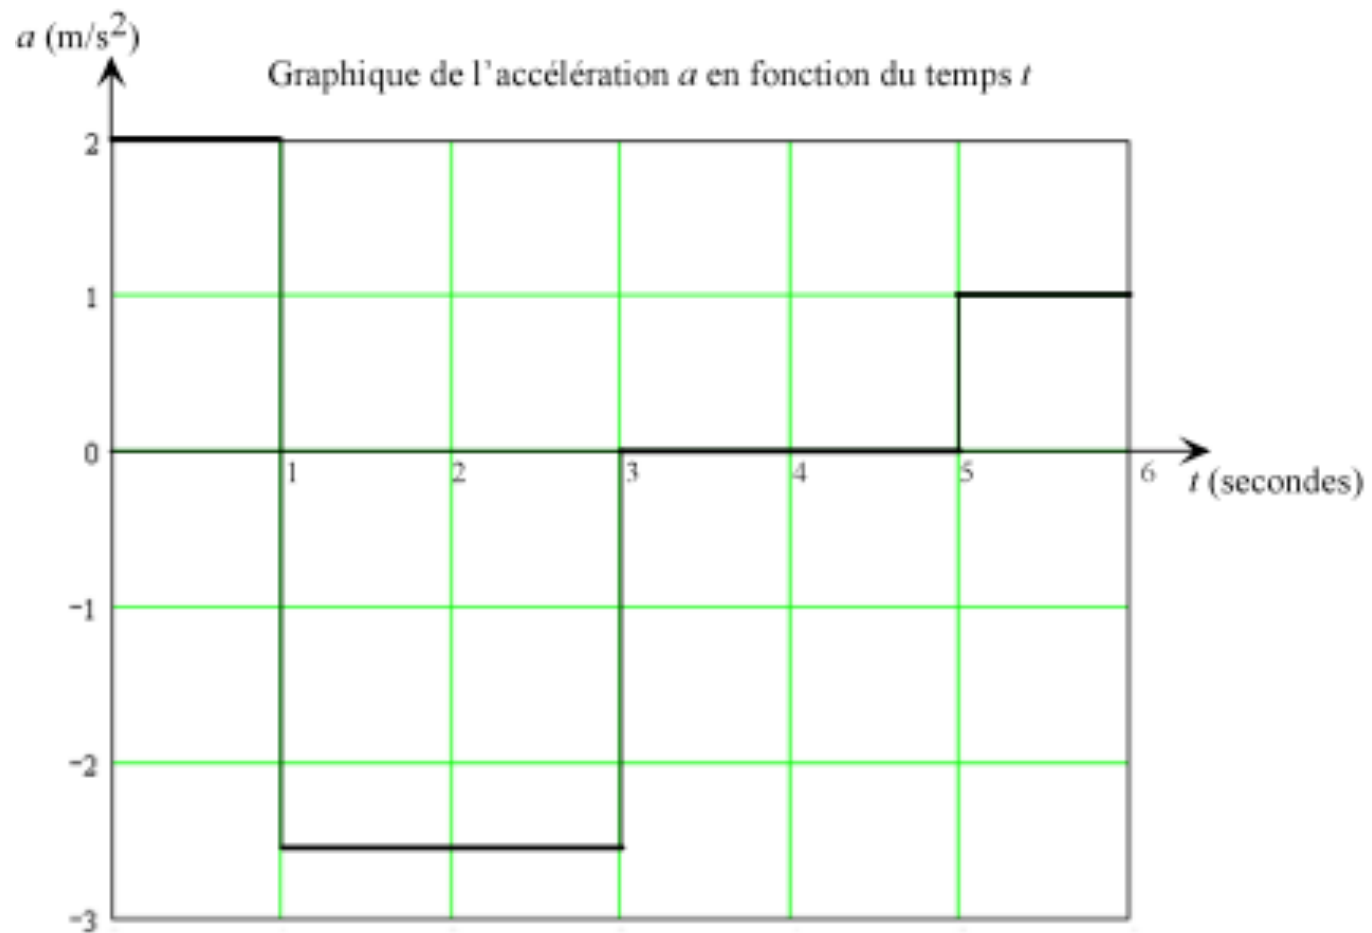 a (m/s²)
Graphique de l'accélération a en fonction du temps t
2
1
0
1 2 3 4 5 6
t (secondes)
-1
-2
-3